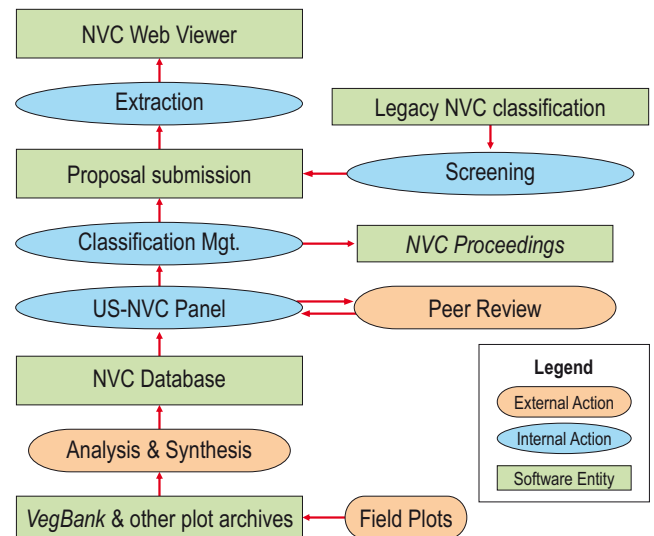 NVC Web Viewer
Extraction
Legacy NVC classification
Proposal submission
Screening
Classification Mgt.
NVC Proceedings
US-NVC Panel
Peer Review
NVC Database
Analysis & Synthesis
VegBank & other plot archives
Field Plots
Legend
External Action
Internal Action
Software Entity